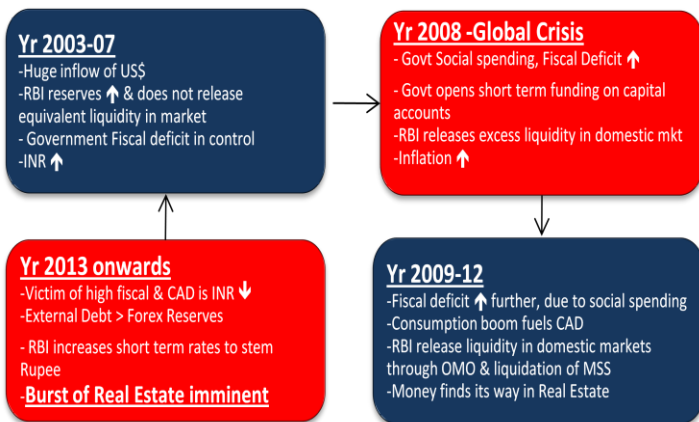 Yr 2003-07
-Huge inflow of US$
-RBI reserves ↑ & does not release
equivalent liquidity in market
- Government Fiscal deficit in control
-INR ↑
Yr 2008 -Global Crisis
- Govt Social spending, Fiscal Deficit ↑
-Govt opens short term funding on capital
accounts
-RBI releases excess liquidity in domestic mkt
-Inflation ↑
Yr 2013 onwards
-Victim of high fiscal & CAD is INR ↓
-External Debt > Forex Reserves
- RBI increases short term rates to stem
Rupee
-Burst of Real Estate imminent
Yr 2009-12
-Fiscal deficit ↑ further, due to social spending
-Consumption boom fuels CAD
-RBI release liquidity in domestic markets
through OMO & liquidation of MSS
-Money finds its way in Real Estate